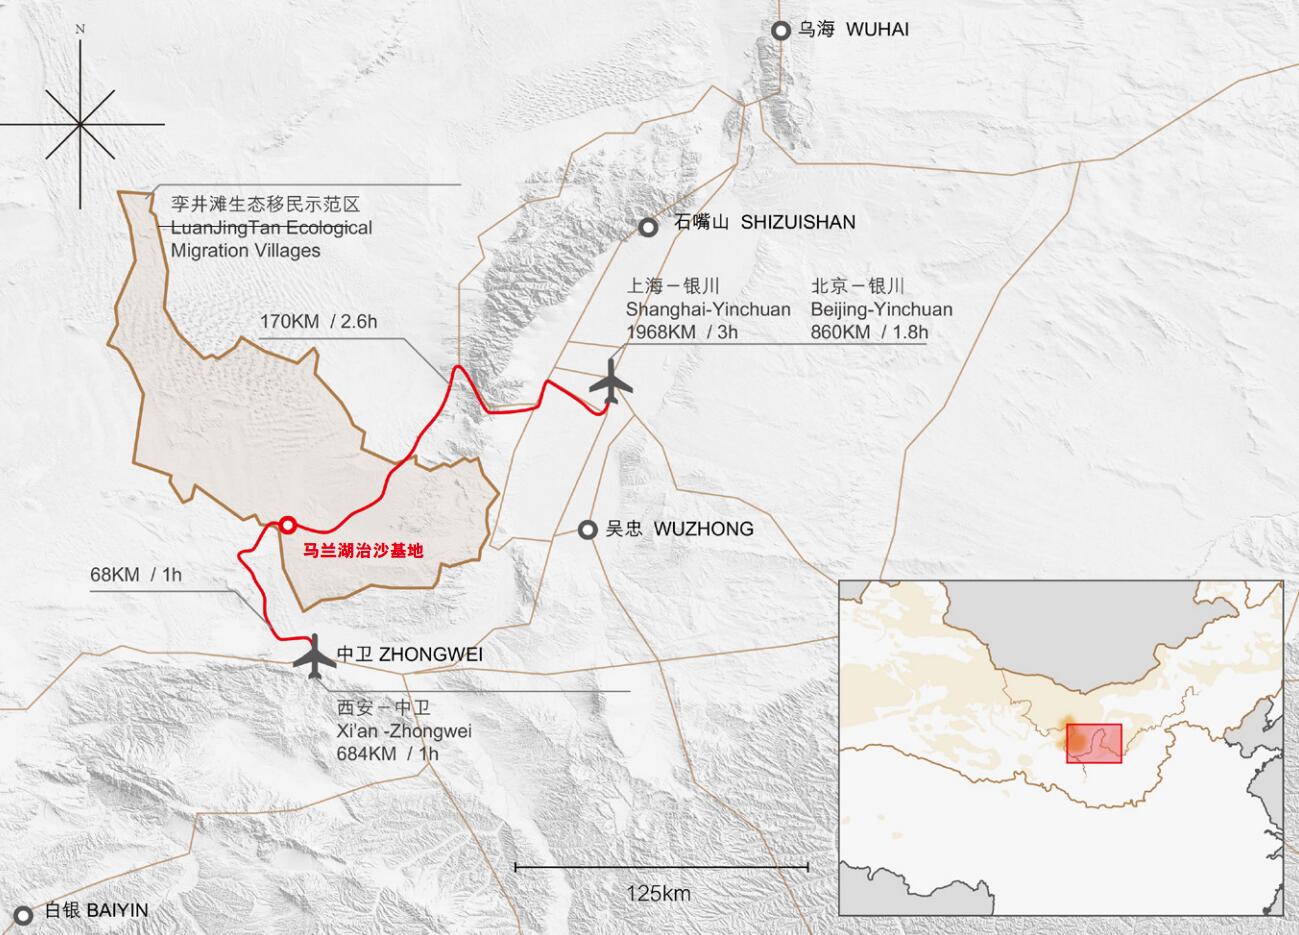 N
乌海 WUHAI
孪井滩生态移民示范区
LuanJingTan Ecological
Migration Villages
石嘴山 SHIZUISHAN
上海－银川
Shanghai-Yinchuan
1968KM / 3h
北京－银川
Beijing-Yinchuan
860KM / 1.8h
170KM / 2.6h
吴忠 WUZHONG
马兰湖治沙基地
68KM / 1h
中卫 ZHONGWEI
西安－中卫
Xi'an -Zhongwei
684KM / 1h
125km
白银 BAIYIN